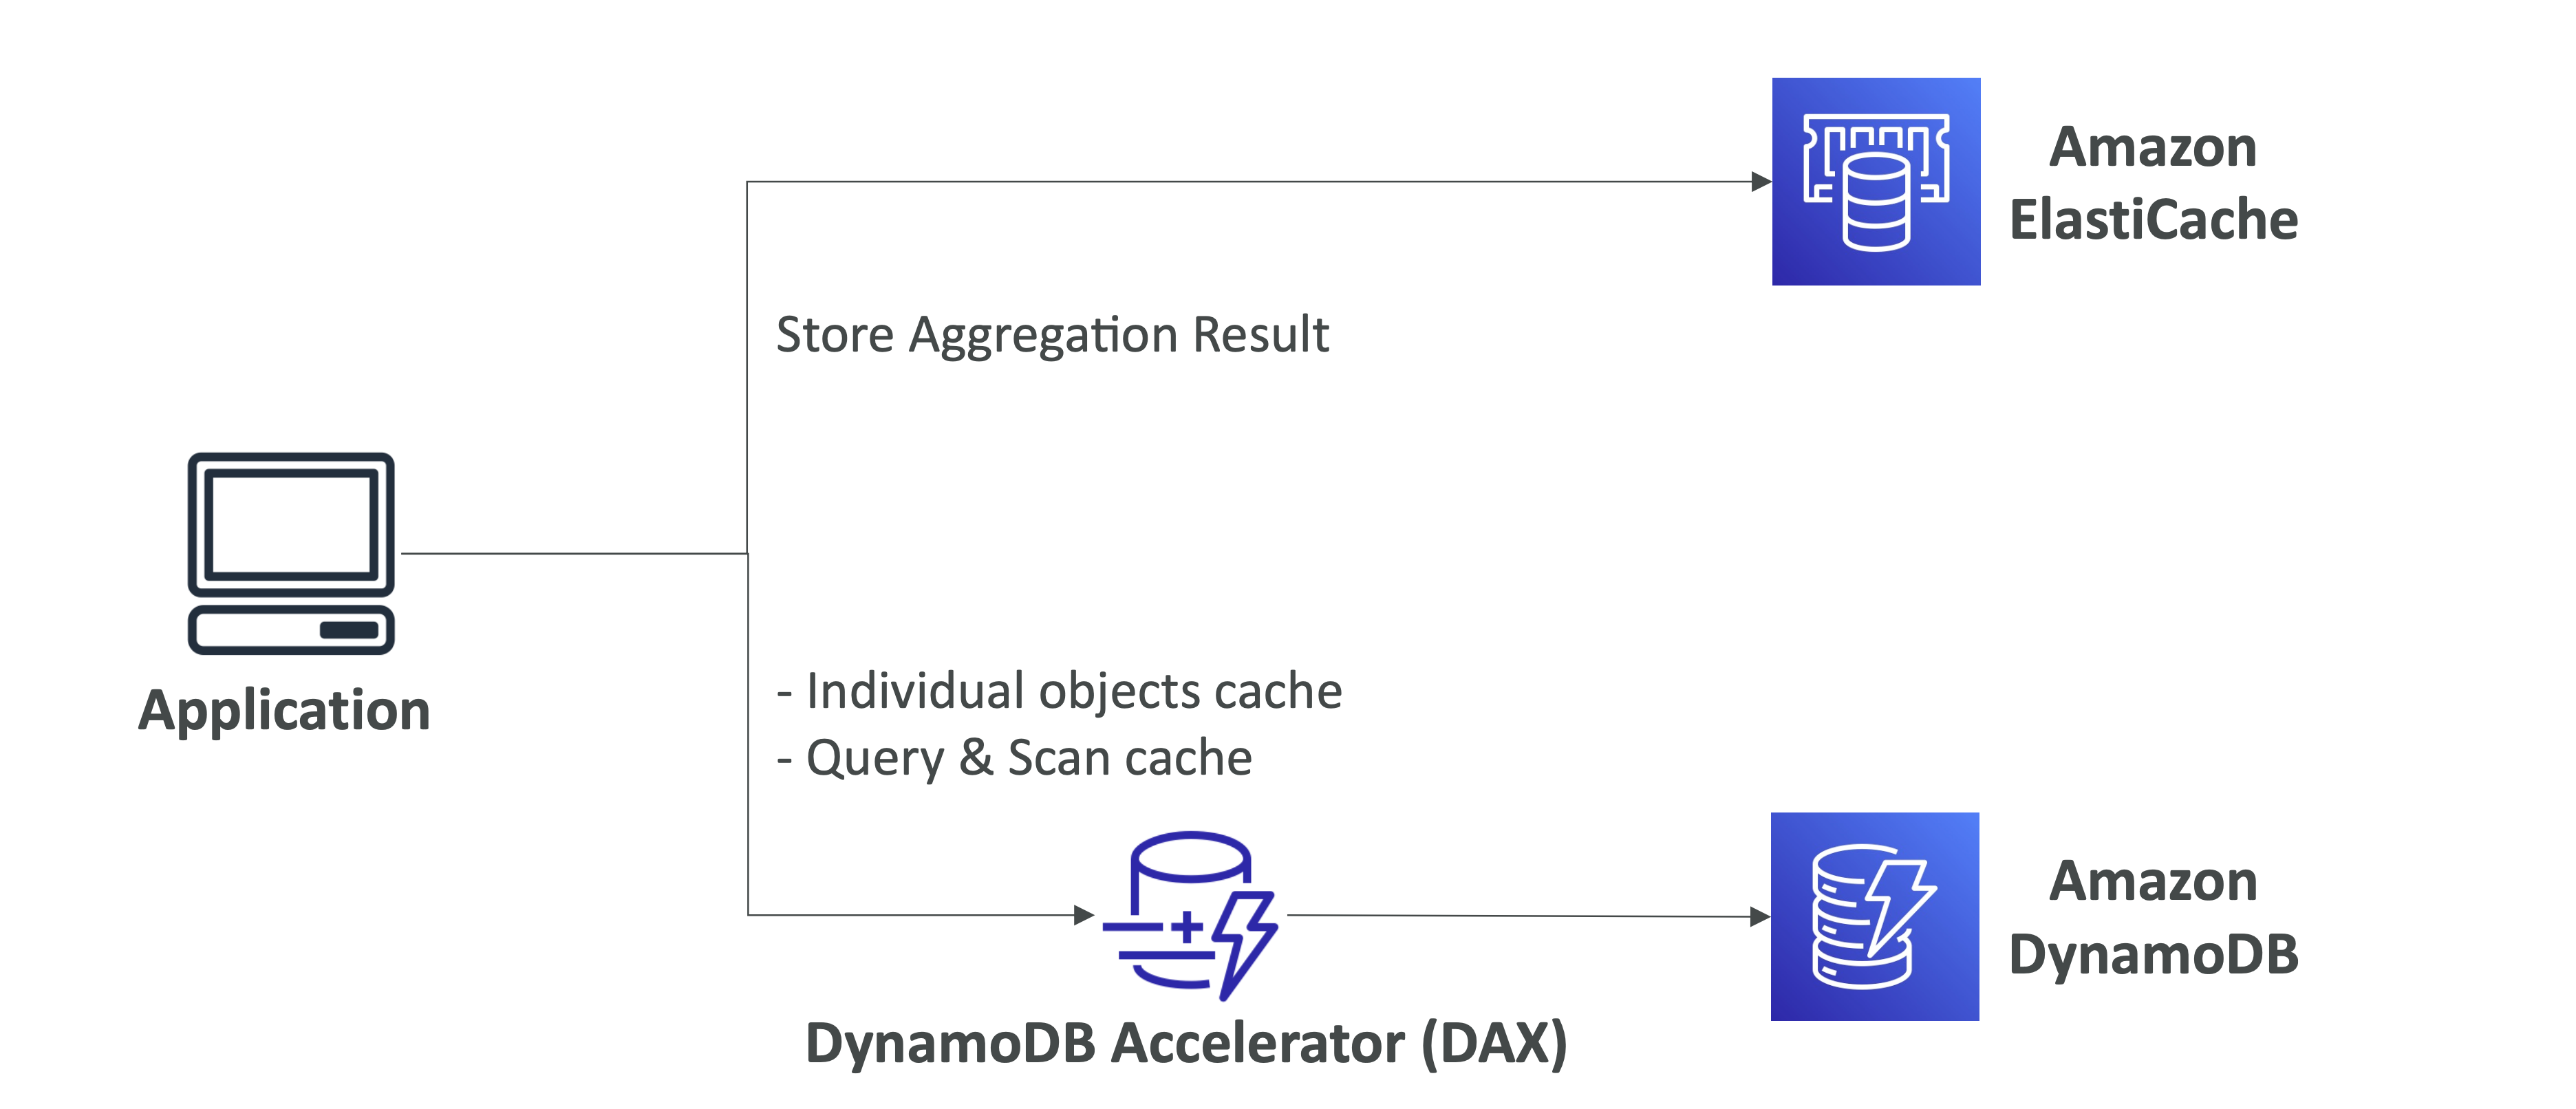 Amazon
ElastiCache
Store Aggregation Result
Application
- Individual objects cache
- Query & Scan cache
Amazon
DynamoDB
DynamoDB Accelerator (DAX)